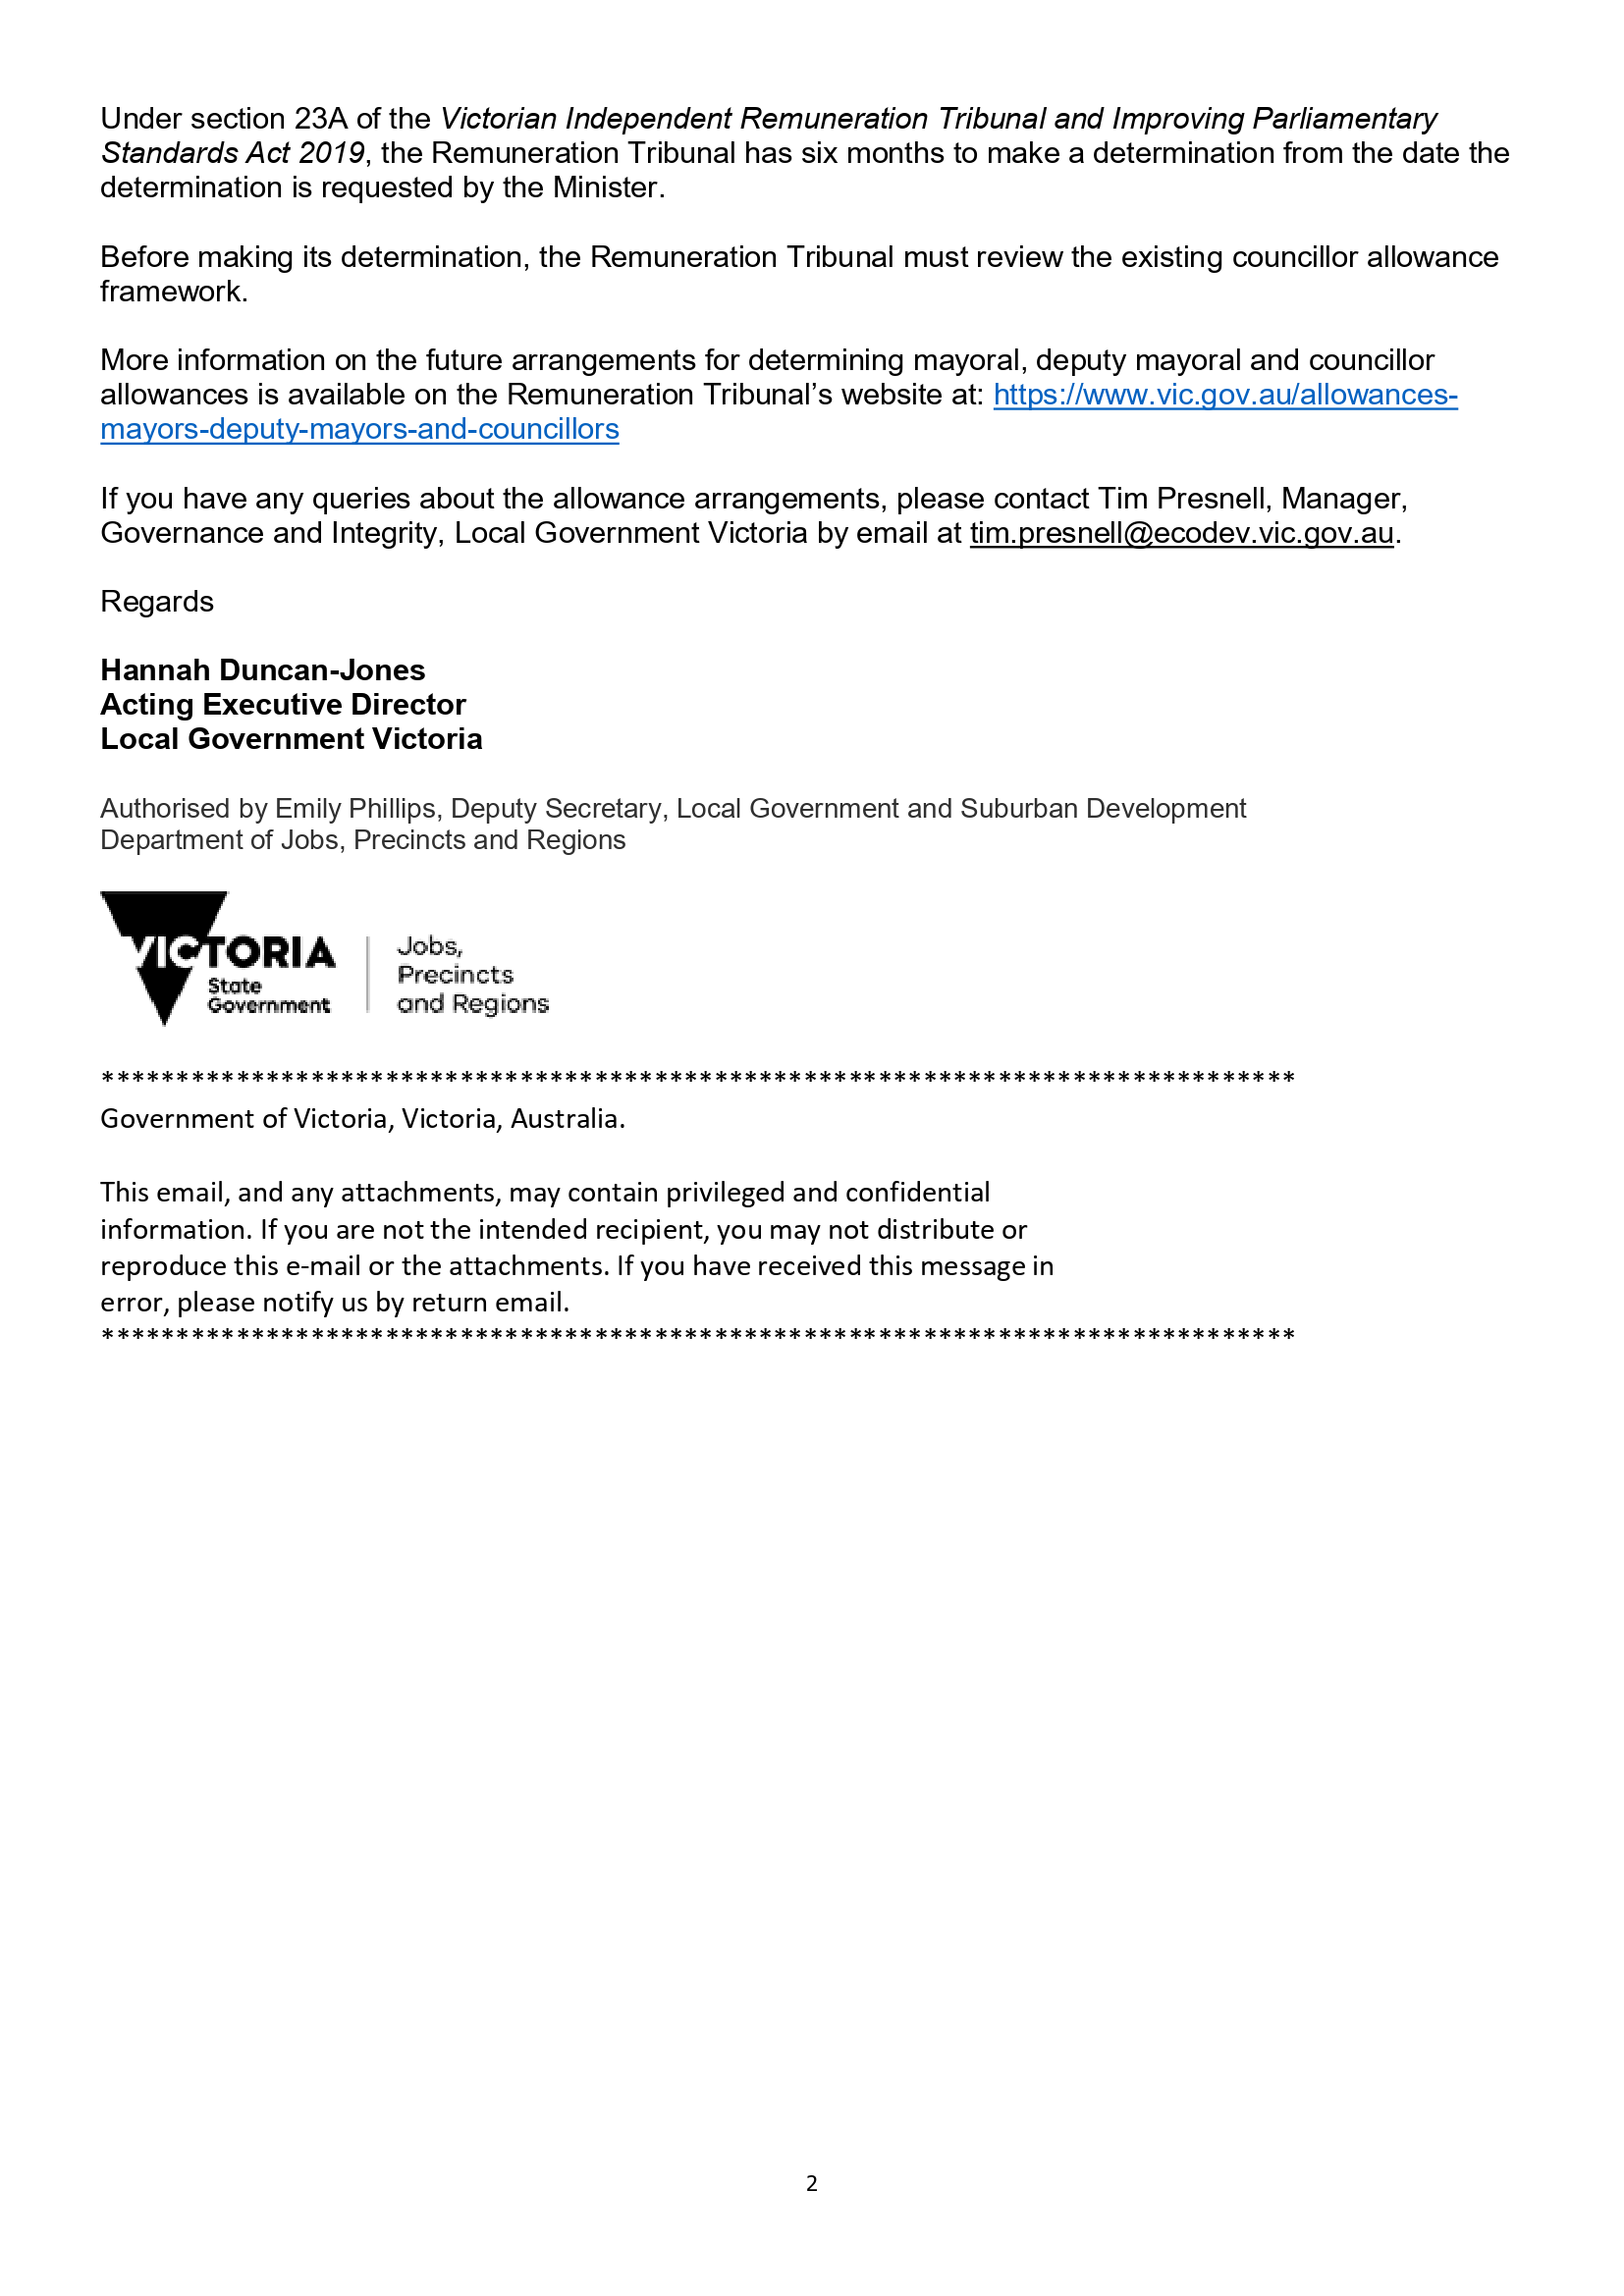 Under section 23A of the Victorian Independent Remuneration Tribunal and Improving Parliamentary
Standards Act 2019, the Remuneration Tribunal has six months to make a determination from the date the
determination is requested by the Minister.
Before making its determination, the Remuneration Tribunal must review the existing councillor allowance
framework.
More information on the future arrangements for determining mayoral, deputy mayoral and councillor
allowances is available on the Remuneration Tribunal’s website at: https://www.vic.gov.au/allowances-
mayors-deputy-mayors-and-councillors
If you have any queries about the allowance arrangements, please contact Tim Presnell, Manager,
Governance and Integrity, Local Government Victoria by email at tim.presnell@ecodev.vic.gov.au.
Regards
Hannah Duncan-Jones
Acting Executive Director
Local Government Victoria
Authorised by Emily Phillips, Deputy Secretary, Local Government and Suburban Development
Department of Jobs, Precincts and Regions
VICTORIA
State
Government
Jobs,
Precincts
and Regions
********************************************************************************
Government of Victoria, Victoria, Australia.
This email, and any attachments, may contain privileged and confidential
information. If you are not the intended recipient, you may not distribute or
reproduce this e-mail or the attachments. If you have received this message in
error, please notify us by return email.
********************************************************************************
2